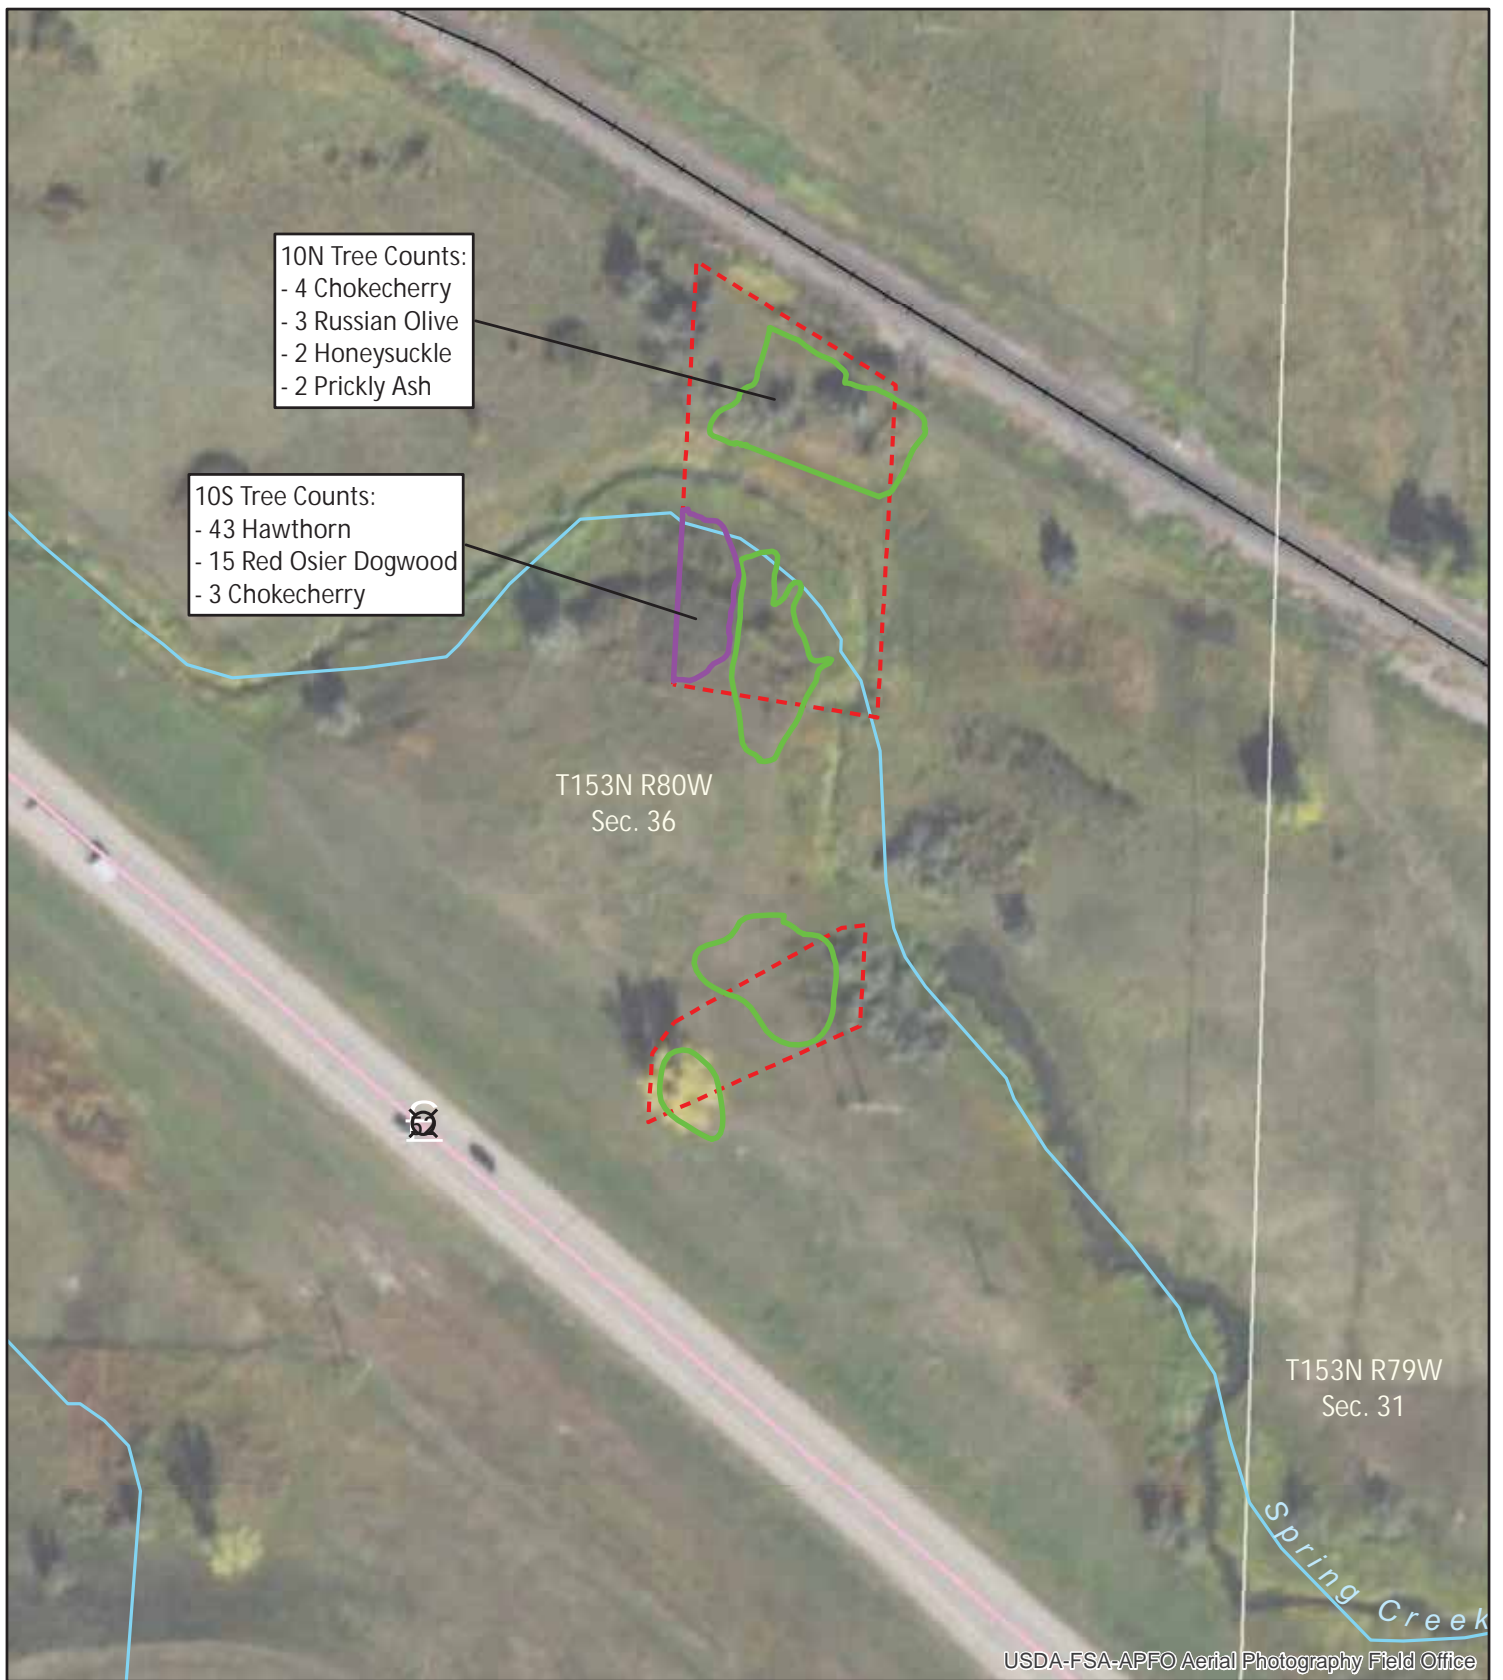 10N Tree Counts:
- 4 Chokecherry
- 3 Russian Olive
- 2 Honeysuckle
- 2 Prickly Ash
10S Tree Counts:
- 43 Hawthorn
- 15 Red Osier Dogwood
- 3 Chokecherry
T153N R80W
Sec. 36
T153N R79W
Sec. 31
Spring Creek
USDA-FSA-APFO Aerial Photography Field Office